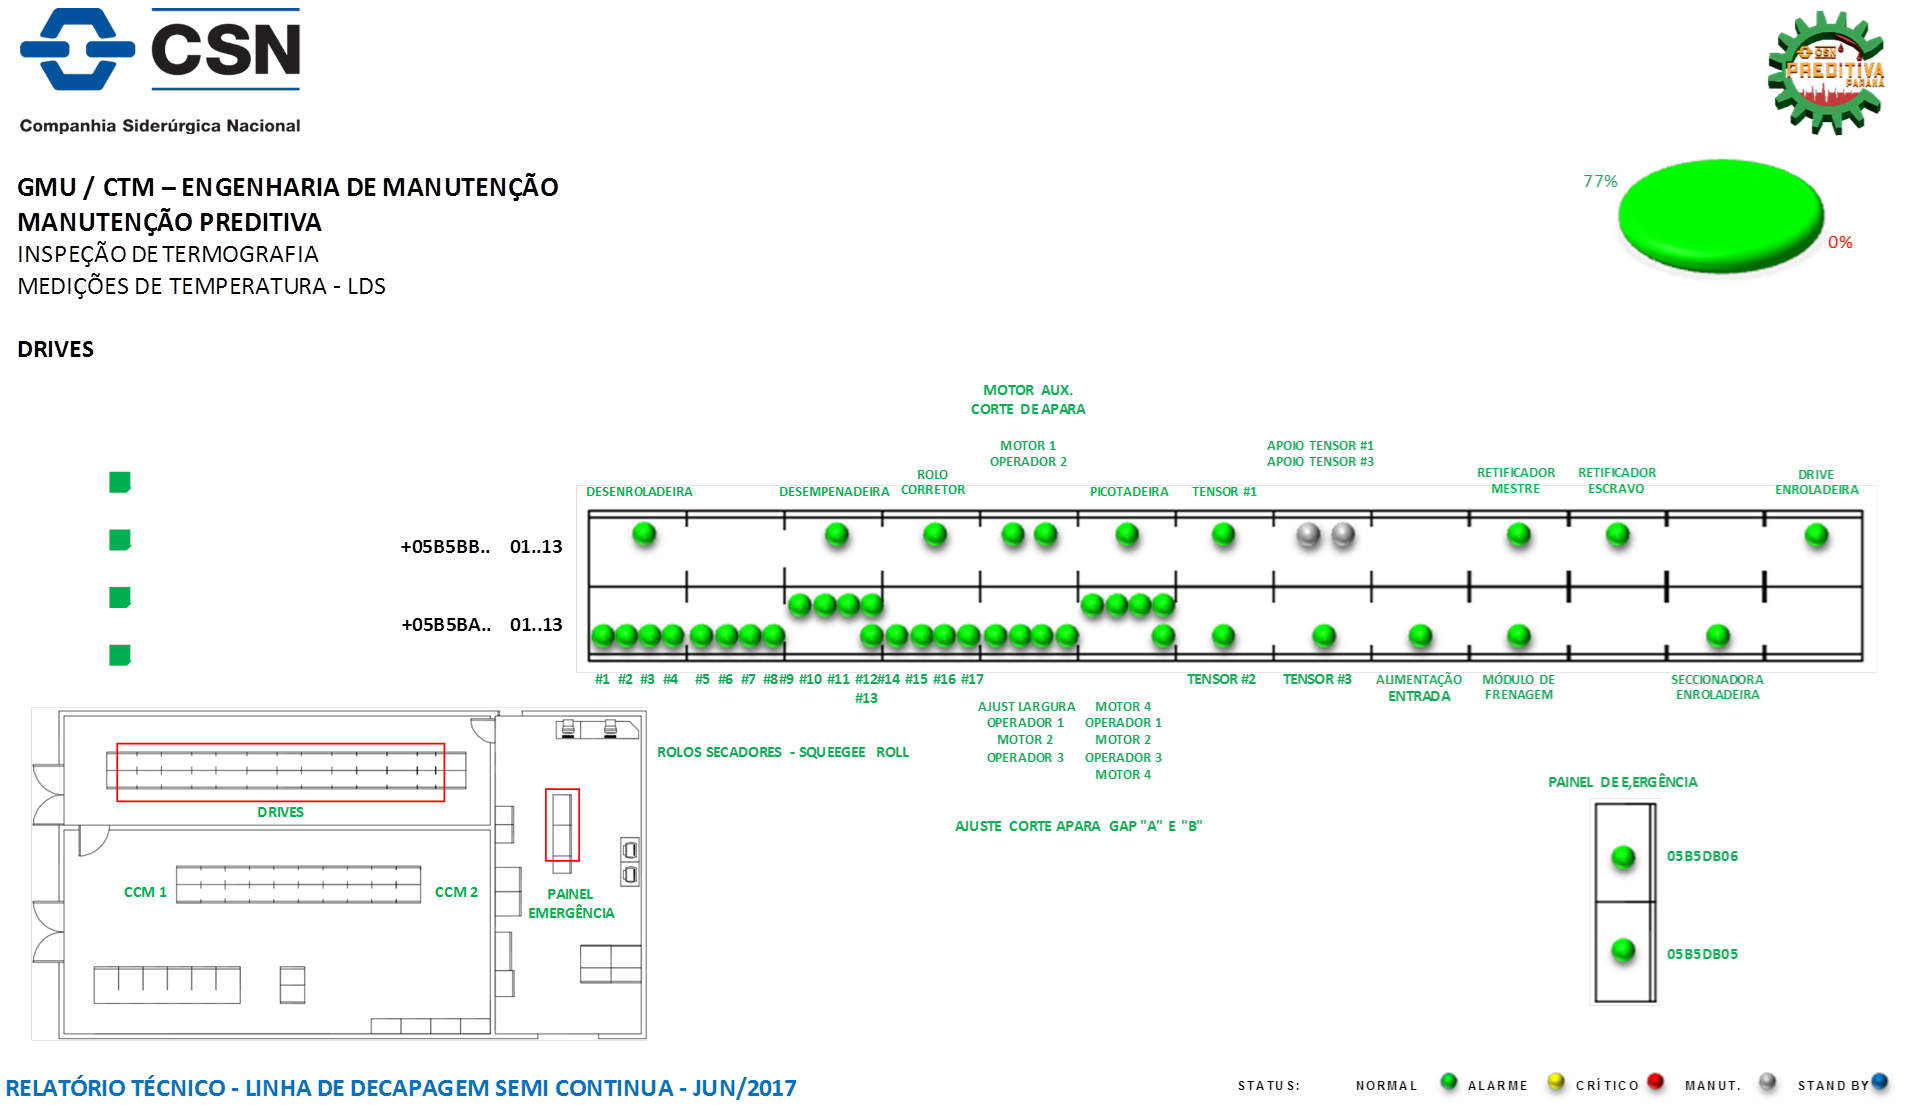 CSN
Companhia Siderúrgica Nacional
CSN
PREDITIVA
PARANÁ
GMU / CTM – ENGENHARIA DE MANUTENÇÃO
MANUTENÇÃO PREDITIVA
INSPEÇÃO DE TERMOGRAFIA
MEDIÇÕES DE TEMPERATURA - LDS
77%
0%
DRIVES
MOTOR AUX.
CORTE DE APARA
MOTOR 1
OPERADOR 2
APOIO TENSOR #1
APOIO TENSOR #3
DESENROLADEIRA
DESEMPENADEIRA
ROLO
CORRETOR
PICOTADEIRA
TENSOR #1
RETIFICADOR
MESTRE
RETIFICADOR
ESCRAVO
DRIVE
ENROLADEIRA
+05B5BB.. 01..13
+05B5BA.. 01..13
#1 #2 #3 #4 #5 #6 #7 #8 #9 #10 #11 #12 #14 #15 #16 #17
#13
TENSOR #2
TENSOR #3
ALIMENTAÇÃO
ENTRADA
MÓDULO DE
FRENAGEM
SECCIONADORA
ENROLADEIRA
AJUST LARGURA
OPERADOR 1
MOTOR 2
OPERADOR 3
MOTOR 4
OPERADOR 1
MOTOR 2
OPERADOR 3
MOTOR 4
ROLOS SECADORES - SQUEEGEE ROLL
AJUSTE CORTE APARA GAP "A" E "B"
PAINEL DE E,ERGÊNCIA
05B5DB06
05B5DB05
DRIVES
CCM 1
CCM 2
PAINEL
EMERGÊNCIA
RELATÓRIO TÉCNICO - LINHA DE DECAPAGEM SEMI CONTINUA - JUN/2017
STATUS: NORMAL ALARME CRÍTICO MANUT. STAND BY